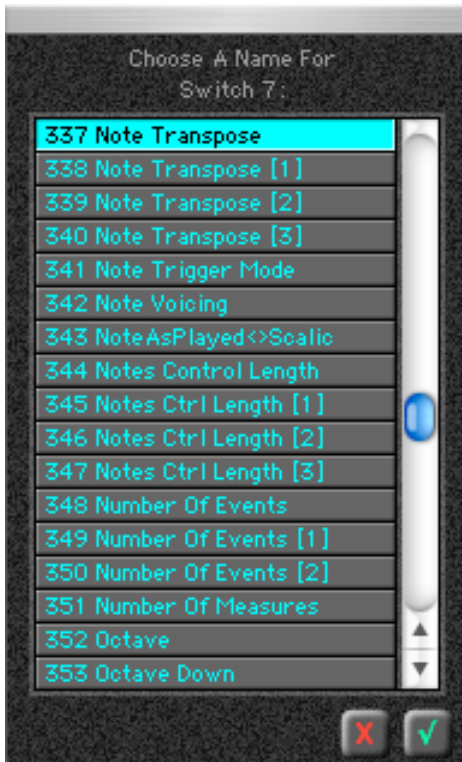 Choose A Name For
Switch 7:
337 Note Transpose
338 Note Transpose [1]
339 Note Transpose [2]
340 Note Transpose [3]
341 Note Trigger Mode
342 Note Voicing
343 NoteAsPlayed<>Scalic
344 Notes Control Length
345 Notes Ctrl Length [1]
346 Notes Ctrl Length [2]
347 Notes Ctrl Length [3]
348 Number Of Events
349 Number Of Events [1]
350 Number Of Events [2]
351 Number Of Measures
352 Octave
353 Octave Down